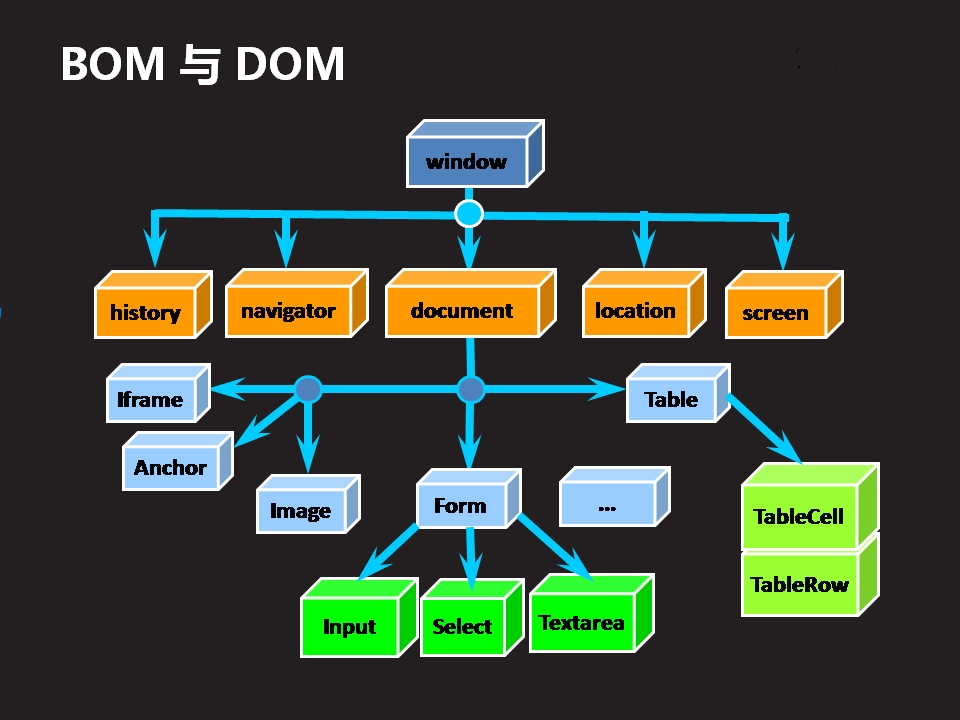 BOM 与 DOM
window
history
navigator
document
location
screen
Iframe
Table
Anchor
Image
Form
...
TableCell
TableRow
Input
Select
Textarea